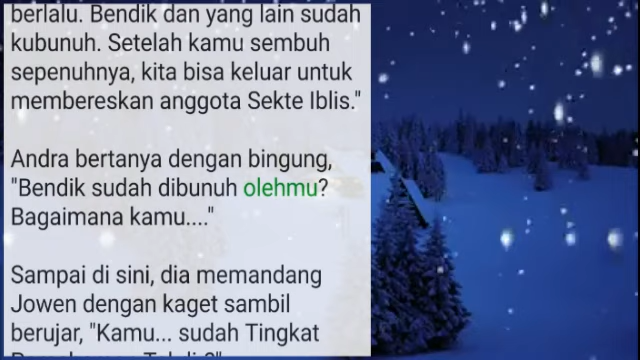 berlalu. Bendik dan yang lain sudah
kubunuh. Setelah kamu sembuh
sepenuhnya, kita bisa keluar untuk
membereskan anggota Sekte Iblis."
Andra bertanya dengan bingung,
"Bendik sudah dibunuh olehmu?
Bagaimana kamu...."
Sampai di sini, dia memandang
Jowen dengan kaget sambil
berujar, "Kamu... sudah Tingkat